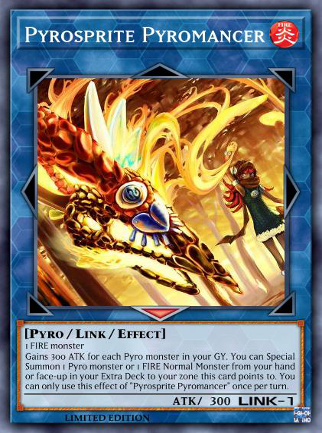 PYROSPRITE PYROMANCER
FIRE
炎
[PYRO / LINK / EFFECT]
1 FIRE monster
Gains 300 ATK for each Pyro monster in your GY. You can Special
Summon 1 Pyro monster or 1 FIRE Normal Monster from your hand
or face-up in your Extra Deck to your zone this card points to. You
can only use this effect of "Pyrosprite Pyromancer" once per turn.
ATK/ 300 LINK-1
LIMITED EDITION